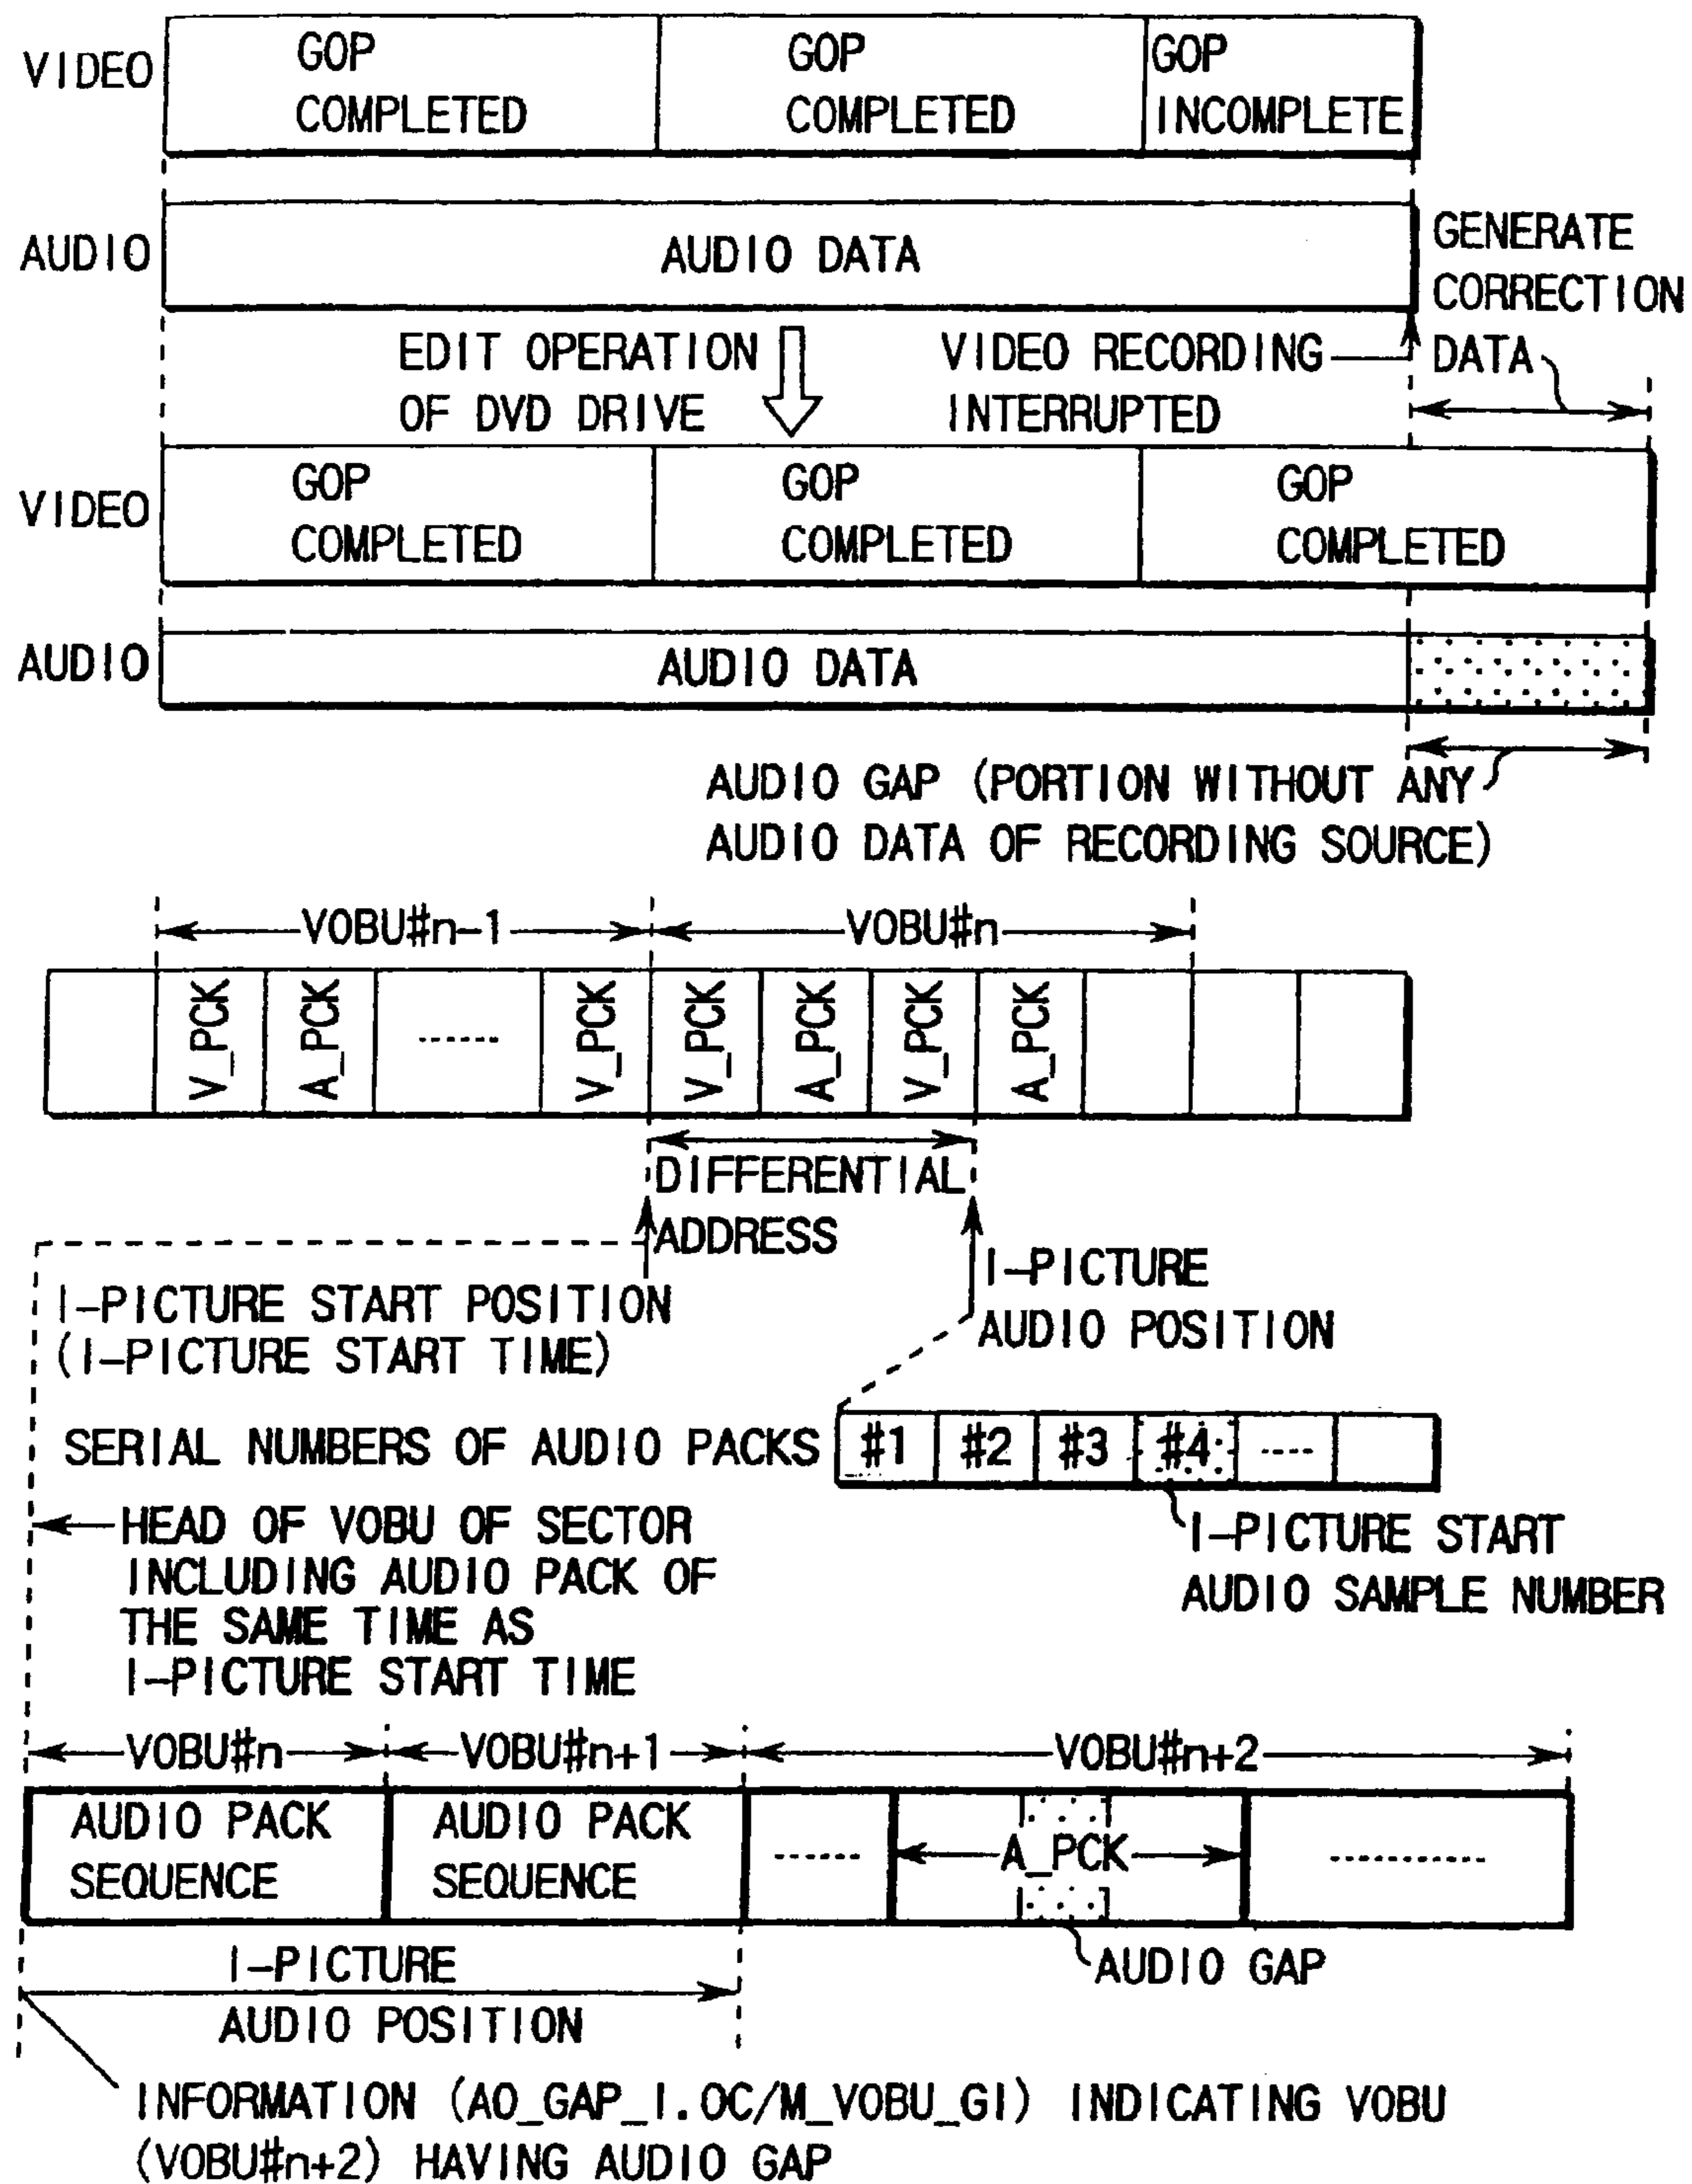 VIDEO
GOP
COMPLETED
GOP
COMPLETED
GOP
INCOMPLETE
AUDIO
AUDIO DATA
GENERATE
CORRECTION
DATA
EDIT OPERATION
OF DVD DRIVE
VIDEO RECORDING
INTERRUPTED
VIDEO
GOP
COMPLETED
GOP
COMPLETED
GOP
COMPLETED
AUDIO
AUDIO DATA
AUDIO GAP (PORTION WITHOUT ANY
AUDIO DATA OF RECORDING SOURCE)
VOBU#n-1
VOBU#n
V_PCK
A_PCK
V_PCK
V_PCK
A_PCK
V_PCK
A_PCK
DIFFERENTIAL
ADDRESS
I-PICTURE START POSITION
(I-PICTURE START TIME)
I-PICTURE
AUDIO POSITION
SERIAL NUMBERS OF AUDIO PACKS
#1
#2
#3
#4
I-PICTURE START
AUDIO SAMPLE NUMBER
HEAD OF VOBU OF SECTOR
INCLUDING AUDIO PACK OF
THE SAME TIME AS
I-PICTURE START TIME
VOBU#n
VOBU#n+1
VOBU#n+2
AUDIO PACK
SEQUENCE
AUDIO PACK
SEQUENCE
A_PCK
AUDIO GAP
I-PICTURE
AUDIO POSITION
INFORMATION (A0_GAP_I.OC/M_VOBU_GI) INDICATING VOBU
(VOBU#n+2) HAVING AUDIO GAP